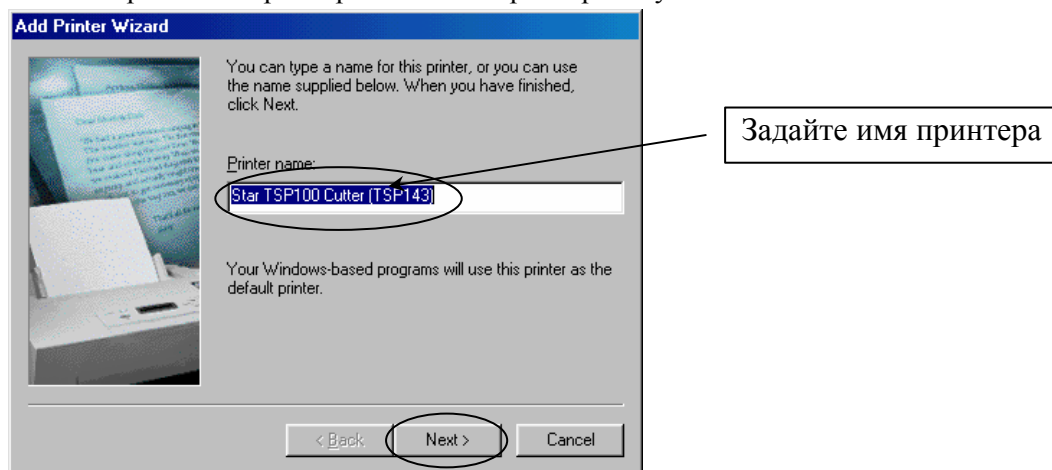 Add Printer Wizard
You can type a name for this printer, or you can use
the name supplied below. When you have finished,
click Next.
Printer name:
Star TSP100 Cutter (TSP143)
Your Windows-based programs will use this printer as the
default printer.
< Back
Next >
Cancel
Задайте имя принтера